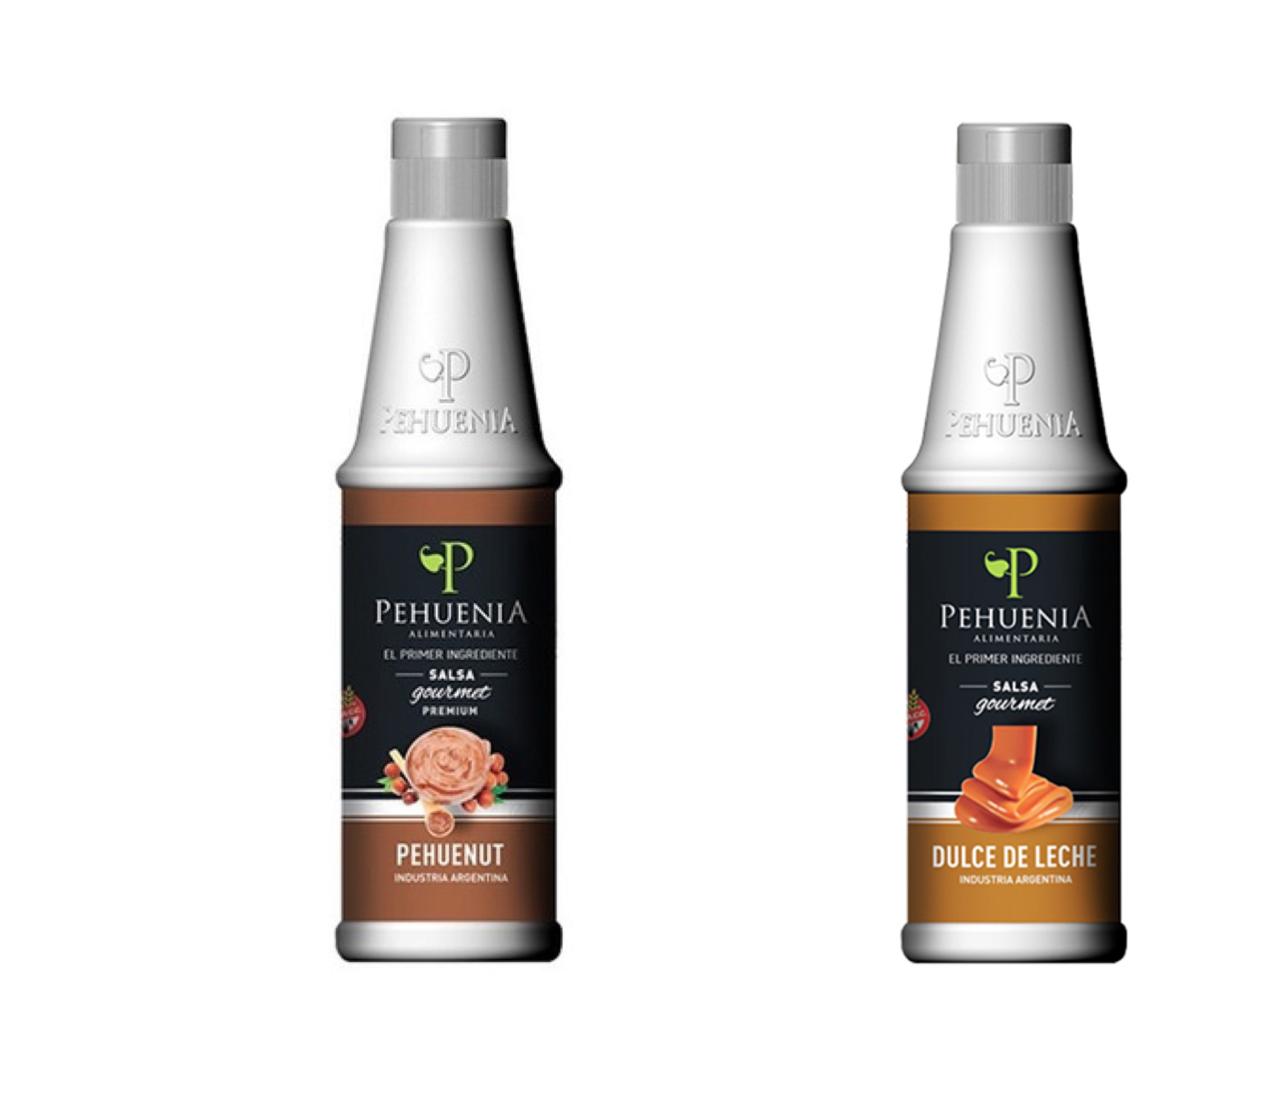 P
PEHUENIA
P
PEHUENIA
ALIMENTARIA
EL PRIMER INGREDIENTE
SALSA
gourmet
PREMIUM
PEHUENUT
INDUSTRIA ARGENTINA
P
PEHUENIA
P
PEHUENIA
ALIMENTARIA
EL PRIMER INGREDIENTE
SALSA
gourmet
DULCE DE LECHE
INDUSTRIA ARGENTINA